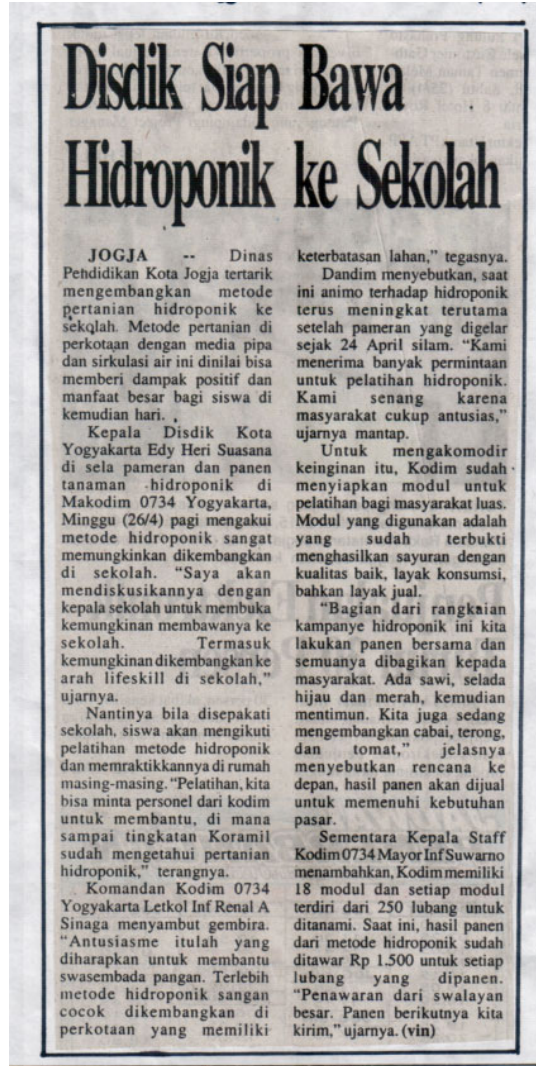 Disdik Siap Bawa
Hidroponik ke Sekolah
JOGJA -- Dinas
Pendidikan Kota Jogja tertarik
mengembangkan metode
pertanian hidroponik ke
sekolah. Metode pertanian di
perkotaan dengan media pipa
dan sirkulasi air ini dinilai bisa
memberi dampak positif dan
manfaat besar bagi siswa di
kemudian hari.
Kepala Disdik Kota
Yogyakarta Edy Heri Suasana
di sela pameran dan panen
tanaman hidroponik di
Makodim 0734 Yogyakarta,
Minggu (26/4) pagi mengakui
metode hidroponik sangat
memungkinkan dikembangkan
di sekolah. “Saya akan
mendiskusikannya dengan
kepala sekolah untuk membuka
kemungkinan membawanya ke
sekolah. Termasuk
kemungkinan dikembangkan ke
arah lifeskill di sekolah,”
ujarnya.
Nantinya bila disepakati
sekolah, siswa akan mengikuti
pelatihan metode hidroponik
dan memraktikkannya di rumah
masing-masing. “Pelatihan, kita
bisa minta personel dari kodim
untuk membantu, di mana
sampai tingkatan Koramil
sudah mengetahui pertanian
hidroponik,” terangnya.
Komandan Kodim 0734
Yogyakarta Letkol Inf Renal A
Sinaga menyambut gembira.
“Antusiasme itulah yang
diharapkan untuk membantu
swasembada pangan. Terlebih
metode hidroponik sangan
cocok dikembangkan di
perkotaan yang memiliki
keterbatasan lahan,” tegasnya.
Dandim menyebutkan, saat
ini animo terhadap hidroponik
terus meningkat terutama
setelah pameran yang digelar
sejak 24 April silam. “Kami
menerima banyak permintaan
untuk pelatihan hidroponik.
Kami senang karena
masyarakat cukup antusias,”
ujarnya mantap.
Untuk mengakomodir
keinginan itu, Kodim sudah
menyiapkan modul untuk
pelatihan bagi masyarakat luas.
Modul yang digunakan adalah
yang sudah terbukti
menghasilkan sayuran dengan
kualitas baik, layak konsumsi,
bahkan layak jual.
“Bagian dari rangkaian
kampanye hidroponik ini kita
lakukan panen bersama dan
semuanya dibagikan kepada
masyarakat. Ada sawi, selada
hijau dan merah, kemudian
mentimun. Kita juga sedang
mengembangkan cabai, terong,
dan tomat,” jelasnya
menyebutkan rencana ke
depan, hasil panen akan dijual
untuk memenuhi kebutuhan
pasar.
Sementara Kepala Staff
Kodim 0734 Mayor Inf Suwarno
menambahkan, Kodim memiliki
18 modul dan setiap modul
terdiri dari 250 lubang untuk
ditanami. Saat ini, hasil panen
dari metode hidroponik sudah
ditawar Rp 1.500 untuk setiap
lubang yang dipanen.
“Penawaran dari swalayan
besar. Panen berikutnya kita
kirim,” ujarnya. (vin)